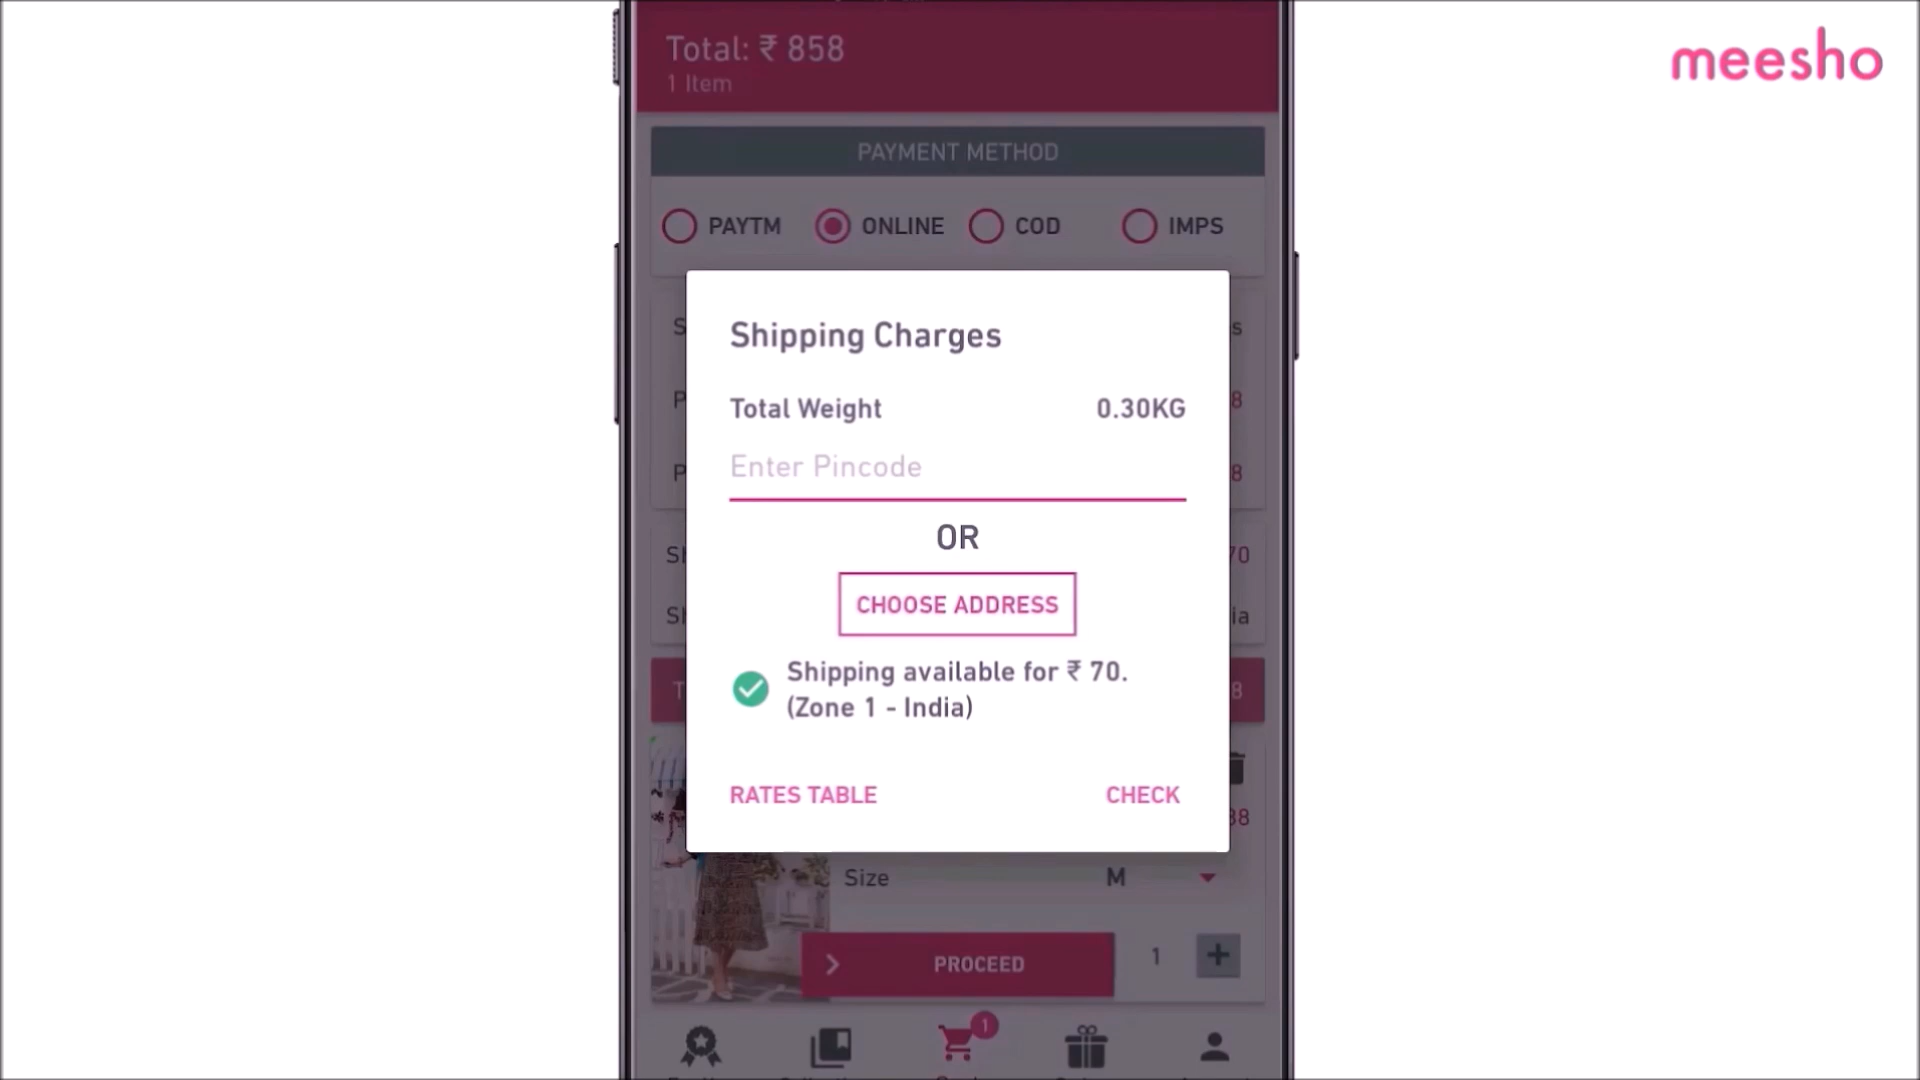 meesho
Total: ₹ 858
1 Item
PAYMENT METHOD
PAYTM ONLINE COD IMPS
Shipping Charges
Total Weight 0.30KG
Enter Pincode
OR
CHOOSE ADDRESS
Shipping available for ₹ 70.
(Zone 1 - India)
RATES TABLE CHECK
Size M
PROCEED 1 +
1